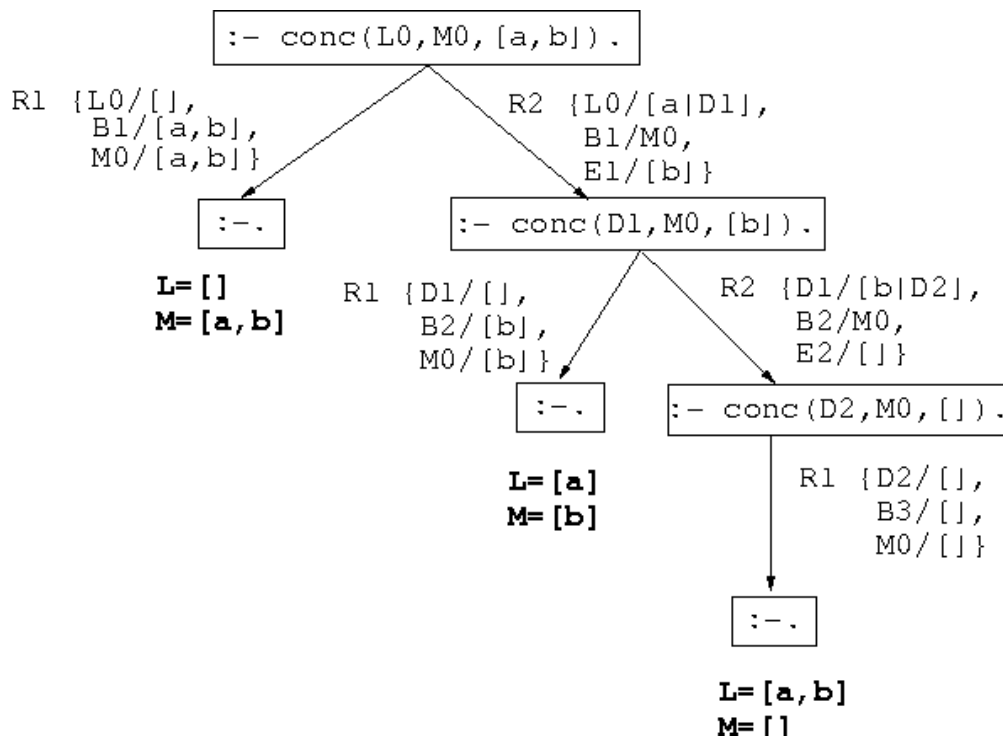 :- conc(L0,M0,[a,b]).
R1 {L0/[],
B1/[a,b],
M0/[a,b]}
R2 {L0/[a|D1],
B1/M0,
E1/[b]}
:-.
L=[]
M=[a,b]
:- conc(D1,M0,[b]).
R1 {D1/[],
B2/[b],
M0/[b]}
R2 {D1/[b|D2],
B2/M0,
E2/[]}
:-.
L=[a]
M=[b]
:- conc(D2,M0,[]).
R1 {D2/[],
B3/[],
M0/[]}
:-.
L=[a,b]
M=[]